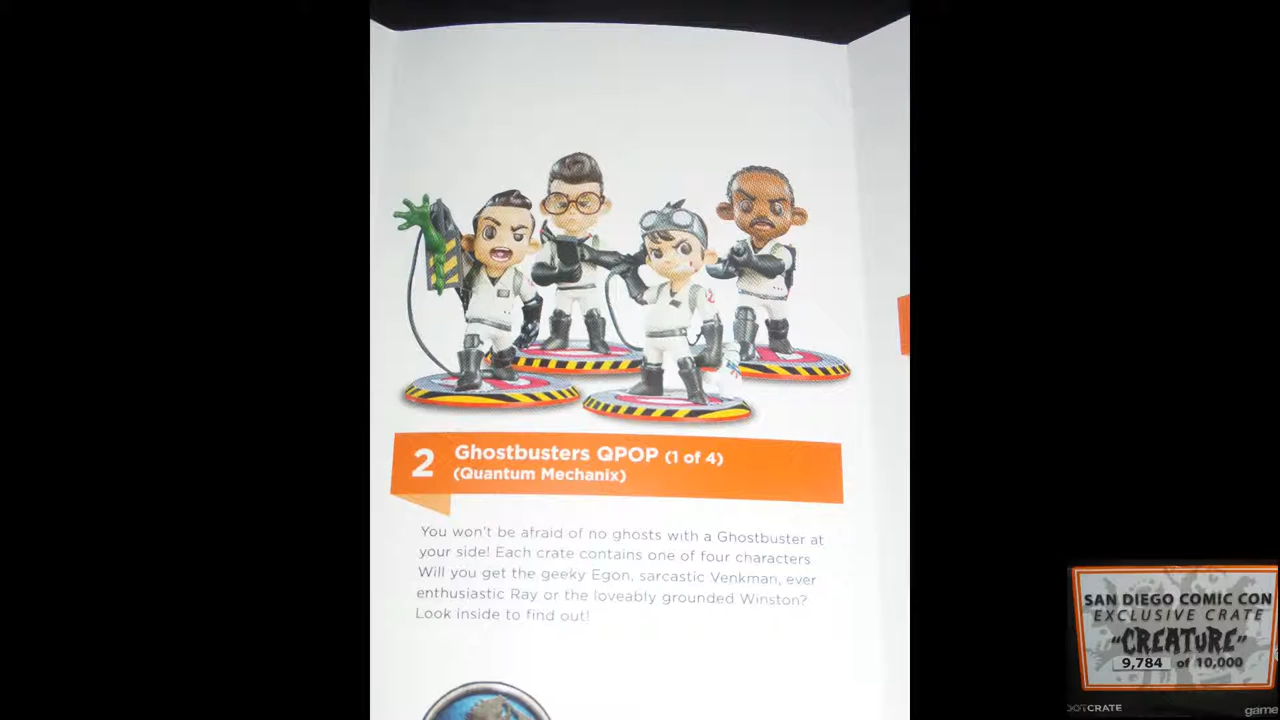 2 Ghostbusters QPOP (1 of 4)
(Quantum Mechanix)
You won't be afraid of no ghosts with a Ghostbuster at
your side! Each crate contains one of four characters
Will you get the geeky Egon, sarcastic Venkman, ever
enthusiastic Ray or the loveably grounded Winston?
Look inside to find out!
SAN DIEGO COMIC CON
EXCLUSIVE CRATE
"CREATURE"
9,784 of 10,000
OOTCRATE
game